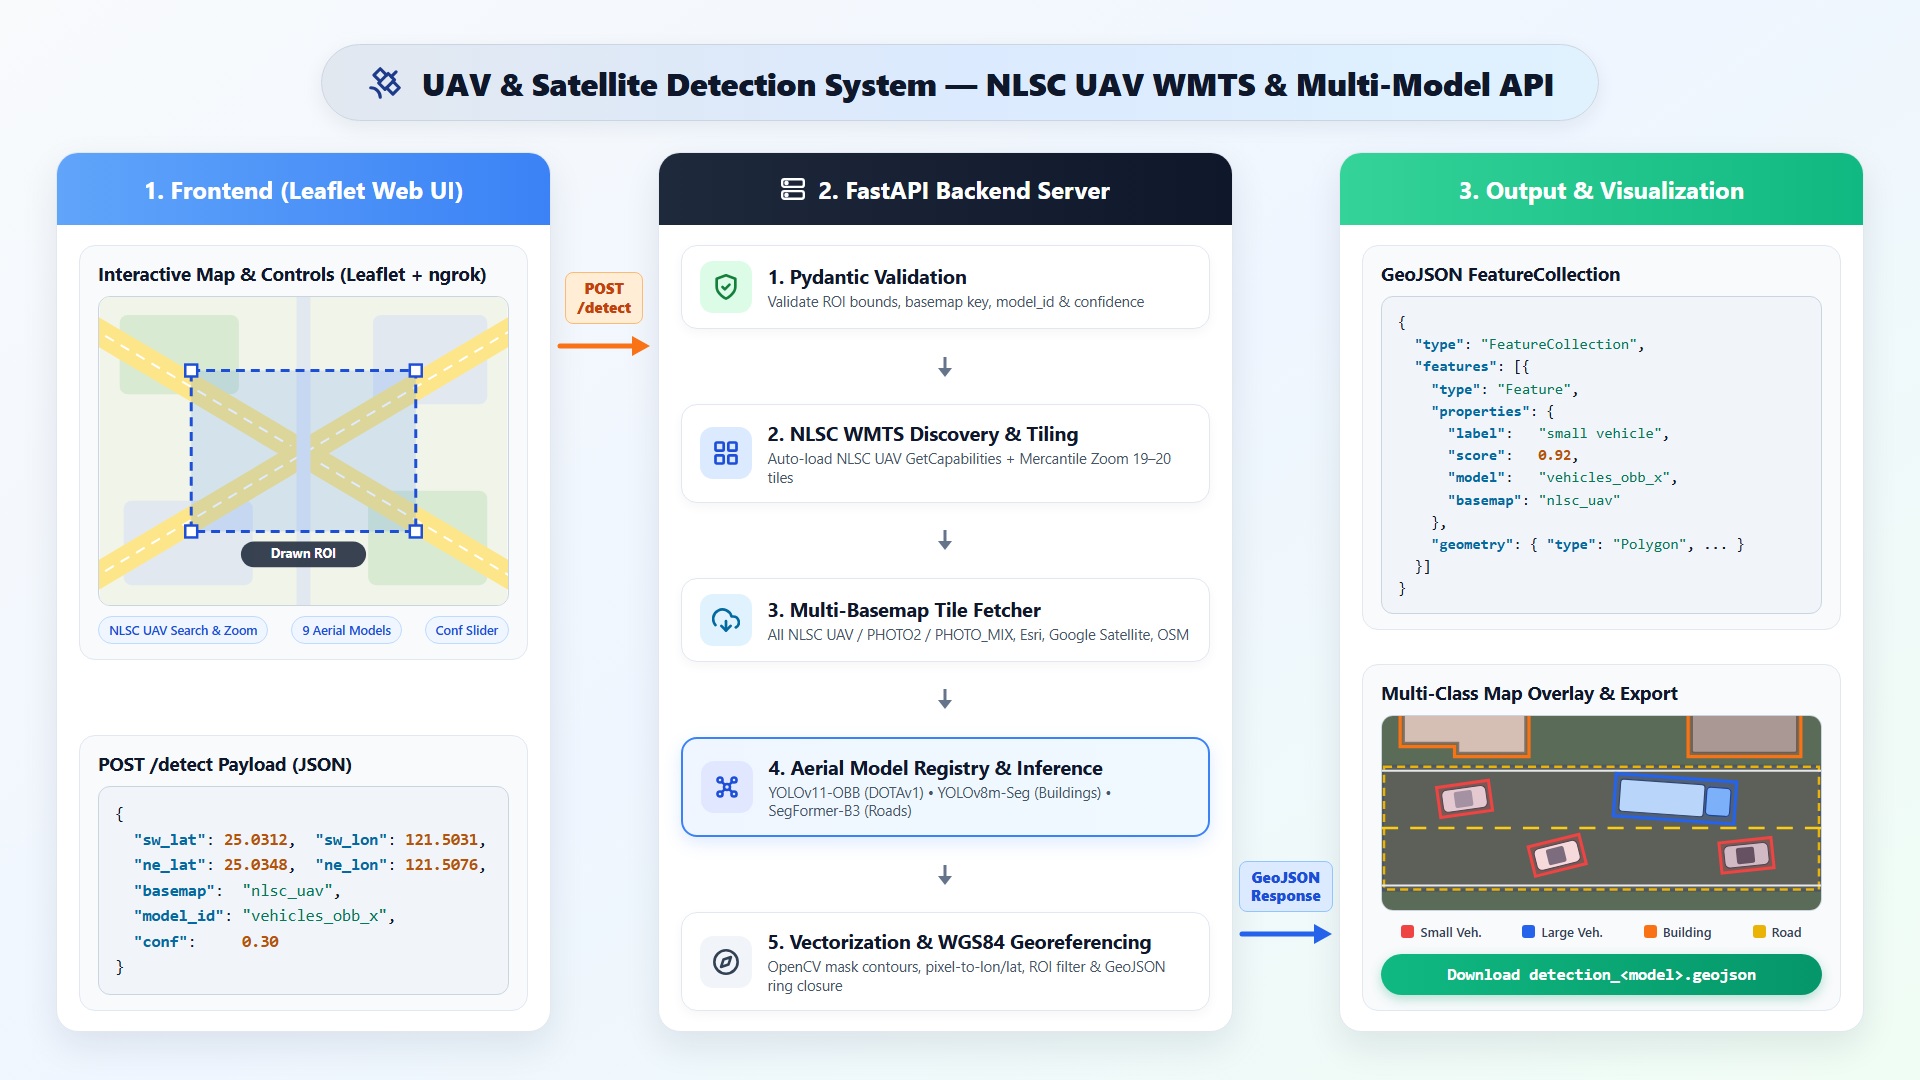 UAV & Satellite Detection System — NLSC UAV WMTS & Multi-Model API
1. Frontend (Leaflet Web UI)
Interactive Map & Controls (Leaflet + ngrok)
Drawn ROI
NLSC UAV Search & Zoom
9 Aerial Models
Conf Slider
POST /detect Payload (JSON)
{
"sw_lat": 25.0312, "sw_lon": 121.5031,
"ne_lat": 25.0348, "ne_lon": 121.5076,
"basemap": "nlsc_uav",
"model_id": "vehicles_obb_x",
"conf": 0.30
}
POST
/detect
2. FastAPI Backend Server
1. Pydantic Validation
Validate ROI bounds, basemap key, model_id & confidence
2. NLSC WMTS Discovery & Tiling
Auto-load NLSC UAV GetCapabilities + Mercantile Zoom 19–20
tiles
3. Multi-Basemap Tile Fetcher
All NLSC UAV / PHOTO2 / PHOTO_MIX, Esri, Google Satellite, OSM
4. Aerial Model Registry & Inference
YOLOv11-OBB (DOTAv1) • YOLOv8m-Seg (Buildings) •
SegFormer-B3 (Roads)
5. Vectorization & WGS84 Georeferencing
OpenCV mask contours, pixel-to-lon/lat, ROI filter & GeoJSON
ring closure
GeoJSON
Response
3. Output & Visualization
GeoJSON FeatureCollection
{
"type": "FeatureCollection",
"features": [{
"type": "Feature",
"properties": {
"label": "small vehicle",
"score": 0.92,
"model": "vehicles_obb_x",
"basemap": "nlsc_uav"
},
"geometry": { "type": "Polygon", ... }
}]
}
Multi-Class Map Overlay & Export
Small Veh.
Large Veh.
Building
Road
Download detection_<model>.geojson